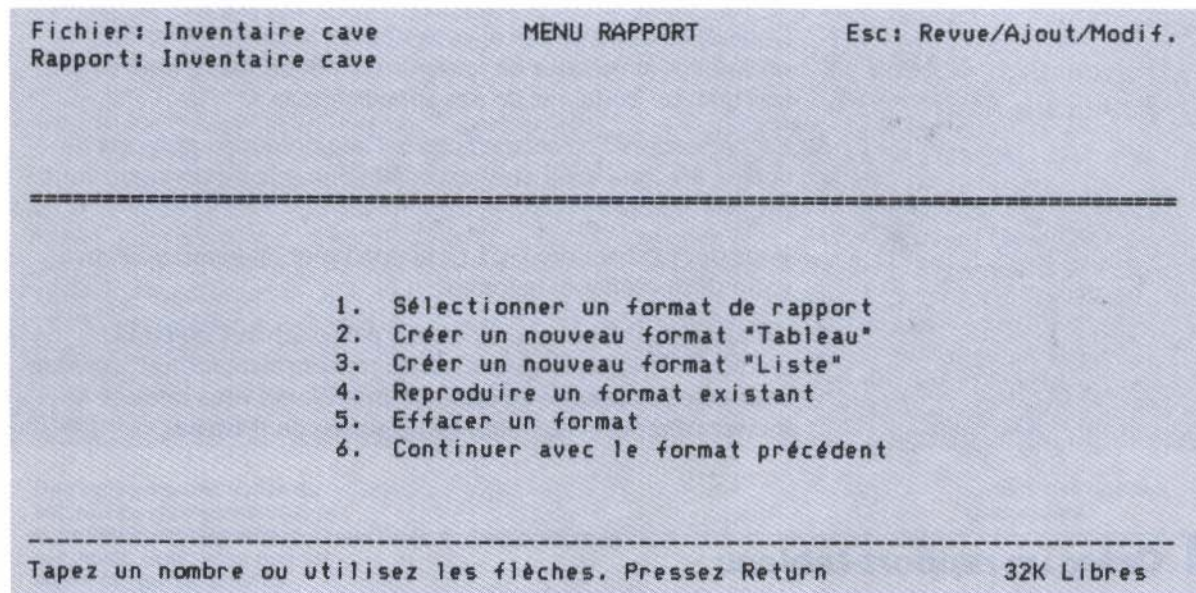 Fichier: Inventaire cave MENU RAPPORT Esc: Revue/Ajout/Modif.
Rapport: Inventaire cave
1. Sélectionner un format de rapport
2. Créer un nouveau format "Tableau"
3. Créer un nouveau format "Liste"
4. Reproduire un format existant
5. Effacer un format
6. Continuer avec le format précédent
Tapez un nombre ou utilisez les flèches. Pressez Return 32K Libres